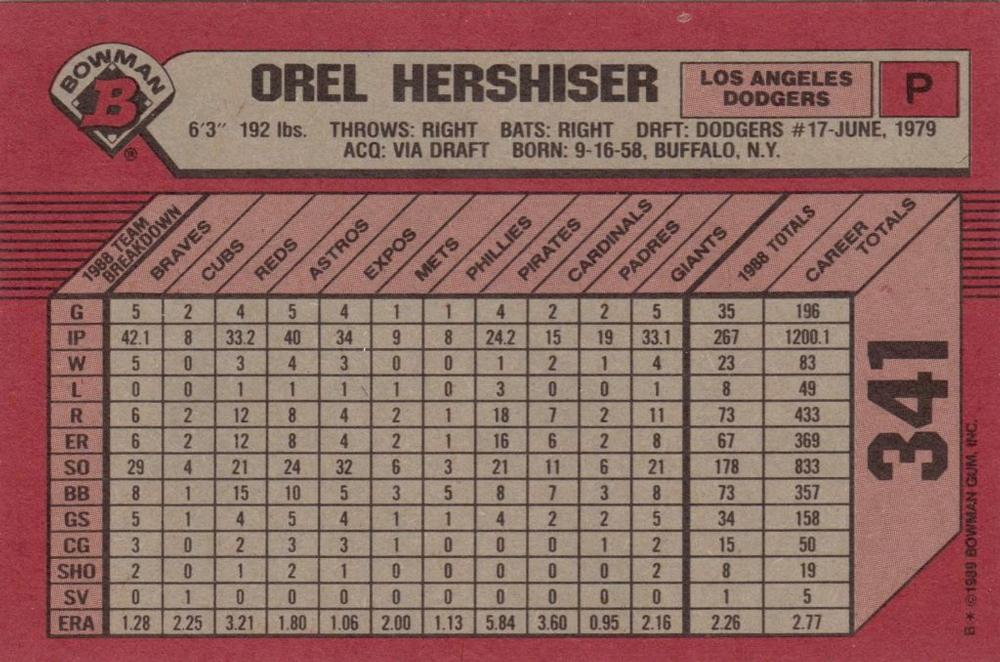 BOWMAN
B
®
OREL HERSHISER
LOS ANGELES
DODGERS
P
6'3" 192 lbs. THROWS: RIGHT BATS: RIGHT DRFT: DODGERS #17-JUNE, 1979
ACQ: VIA DRAFT BORN: 9-16-58, BUFFALO, N.Y.
1988 TEAM BREAKDOWN BRAVES CUBS REDS ASTROS EXPOS METS PHILLIES PIRATES CARDINALS PADRES GIANTS 1988 TOTALS CAREER TOTALS
G 5 2 4 5 4 1 1 4 2 2 5 35 196
IP 42.1 8 33.2 40 34 9 8 24.2 15 19 33.1 267 1200.1
W 5 0 3 4 3 0 0 1 2 1 4 23 83
L 0 0 1 1 1 1 0 3 0 0 1 8 49
R 6 2 12 8 4 2 1 18 7 2 11 73 433
ER 6 2 12 8 4 2 1 16 6 2 8 67 369
SO 29 4 21 24 32 6 3 21 11 6 21 178 833
BB 8 1 15 10 5 3 5 8 7 3 8 73 357
GS 5 1 4 5 4 1 1 4 2 2 5 34 158
CG 3 0 2 3 3 1 0 0 0 1 2 15 50
SHO 2 0 1 2 1 0 0 0 0 0 2 8 19
SV 0 1 0 0 0 0 0 0 0 0 0 1 5
ERA 1.28 2.25 3.21 1.80 1.06 2.00 1.13 5.84 3.60 0.95 2.16 2.26 2.77
341
B * ©1989 BOWMAN GUM, INC.